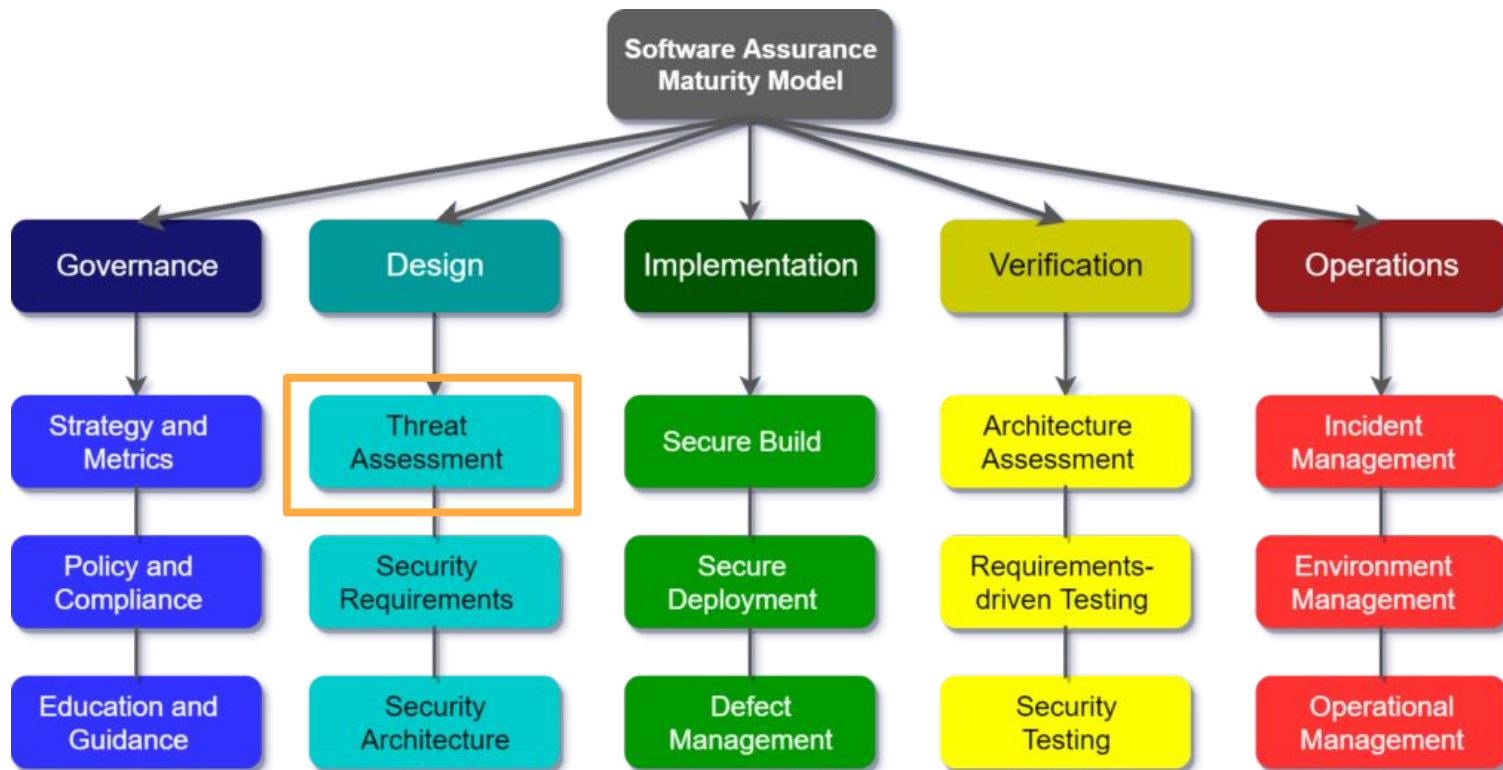 Software Assurance
Maturity Model
Governance
Design
Implementation
Verification
Operations
Strategy and
Metrics
Threat
Assessment
Secure Build
Architecture
Assessment
Incident
Management
Policy and
Compliance
Security
Requirements
Secure
Deployment
Requirements-
driven Testing
Environment
Management
Education and
Guidance
Security
Architecture
Defect
Management
Security
Testing
Operational
Management